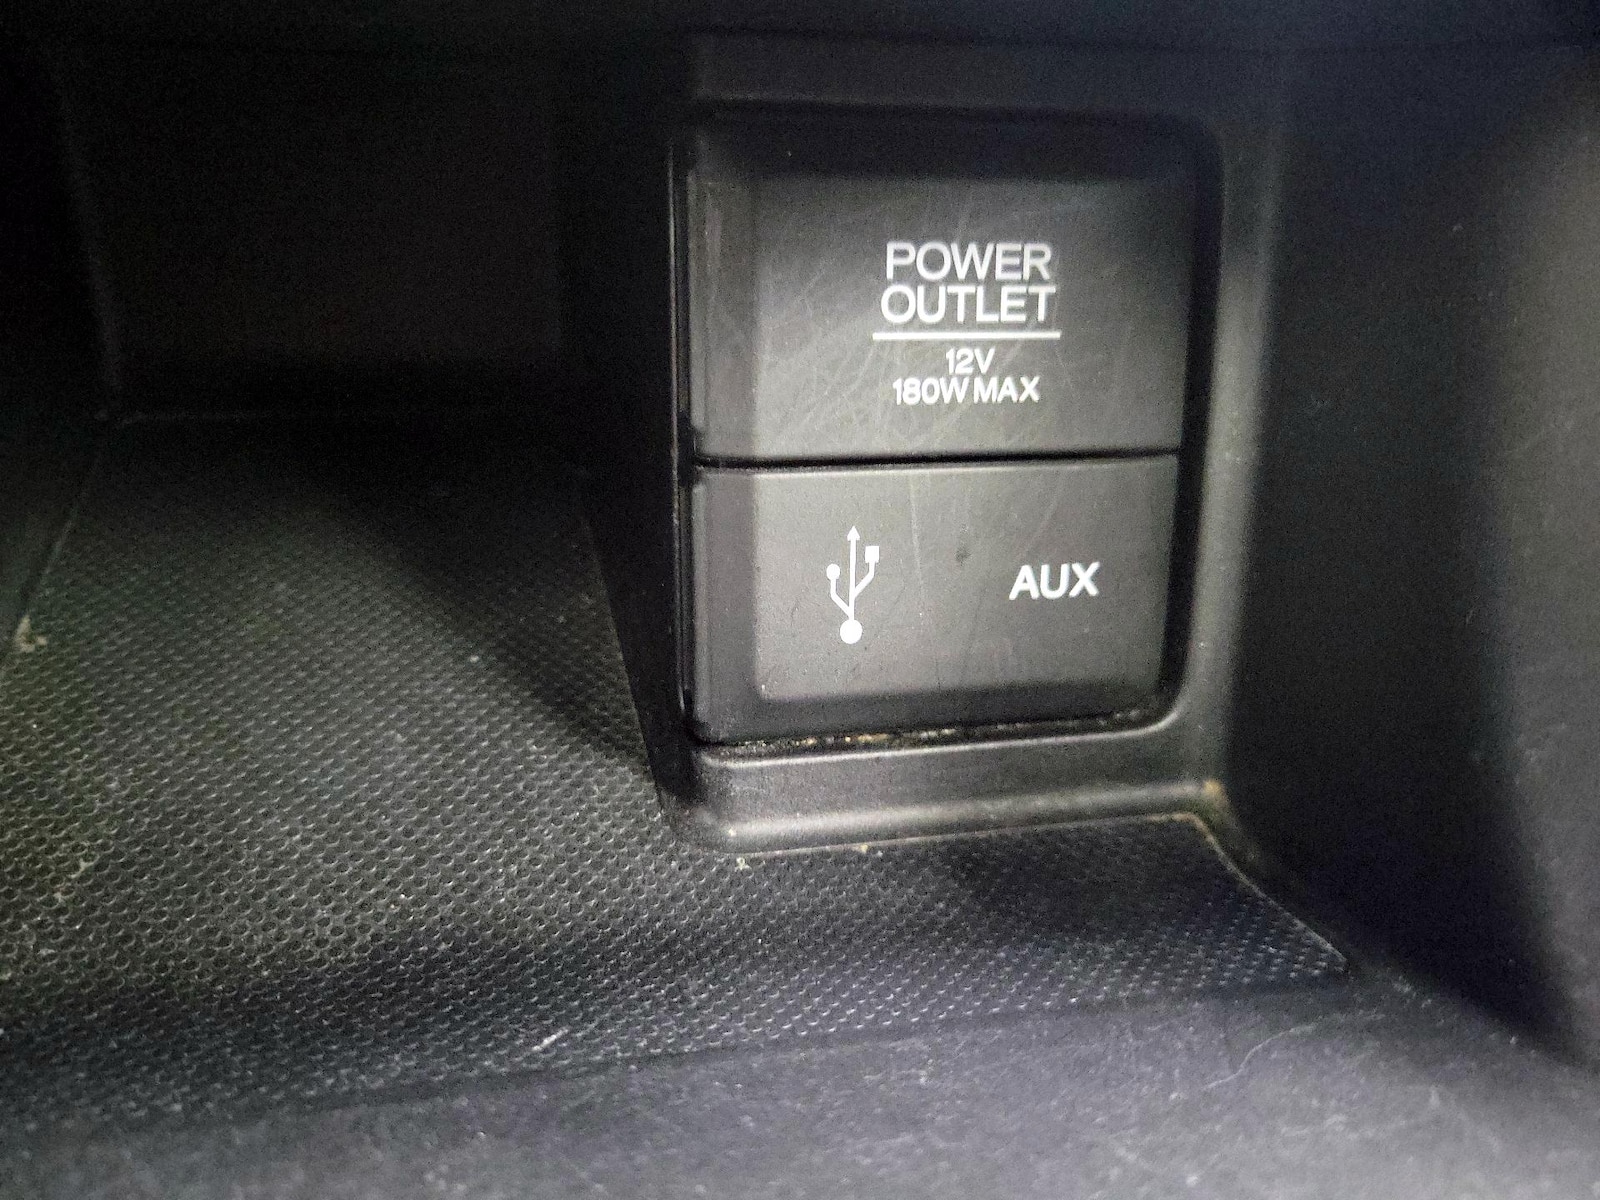 POWER
OUTLET
12V
180W MAX
AUX